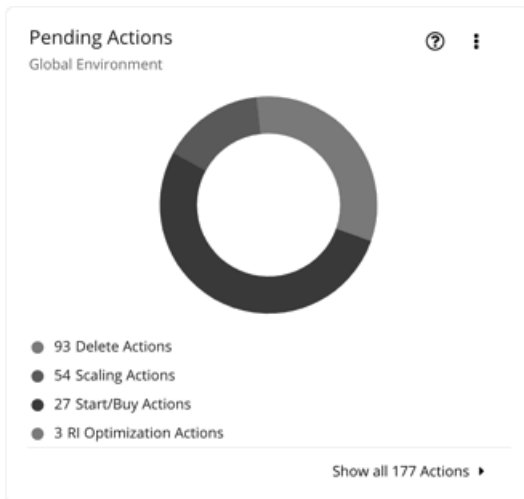 Pending Actions
Global Environment
93 Delete Actions
54 Scaling Actions
27 Start/Buy Actions
3 RI Optimization Actions
Show all 177 Actions